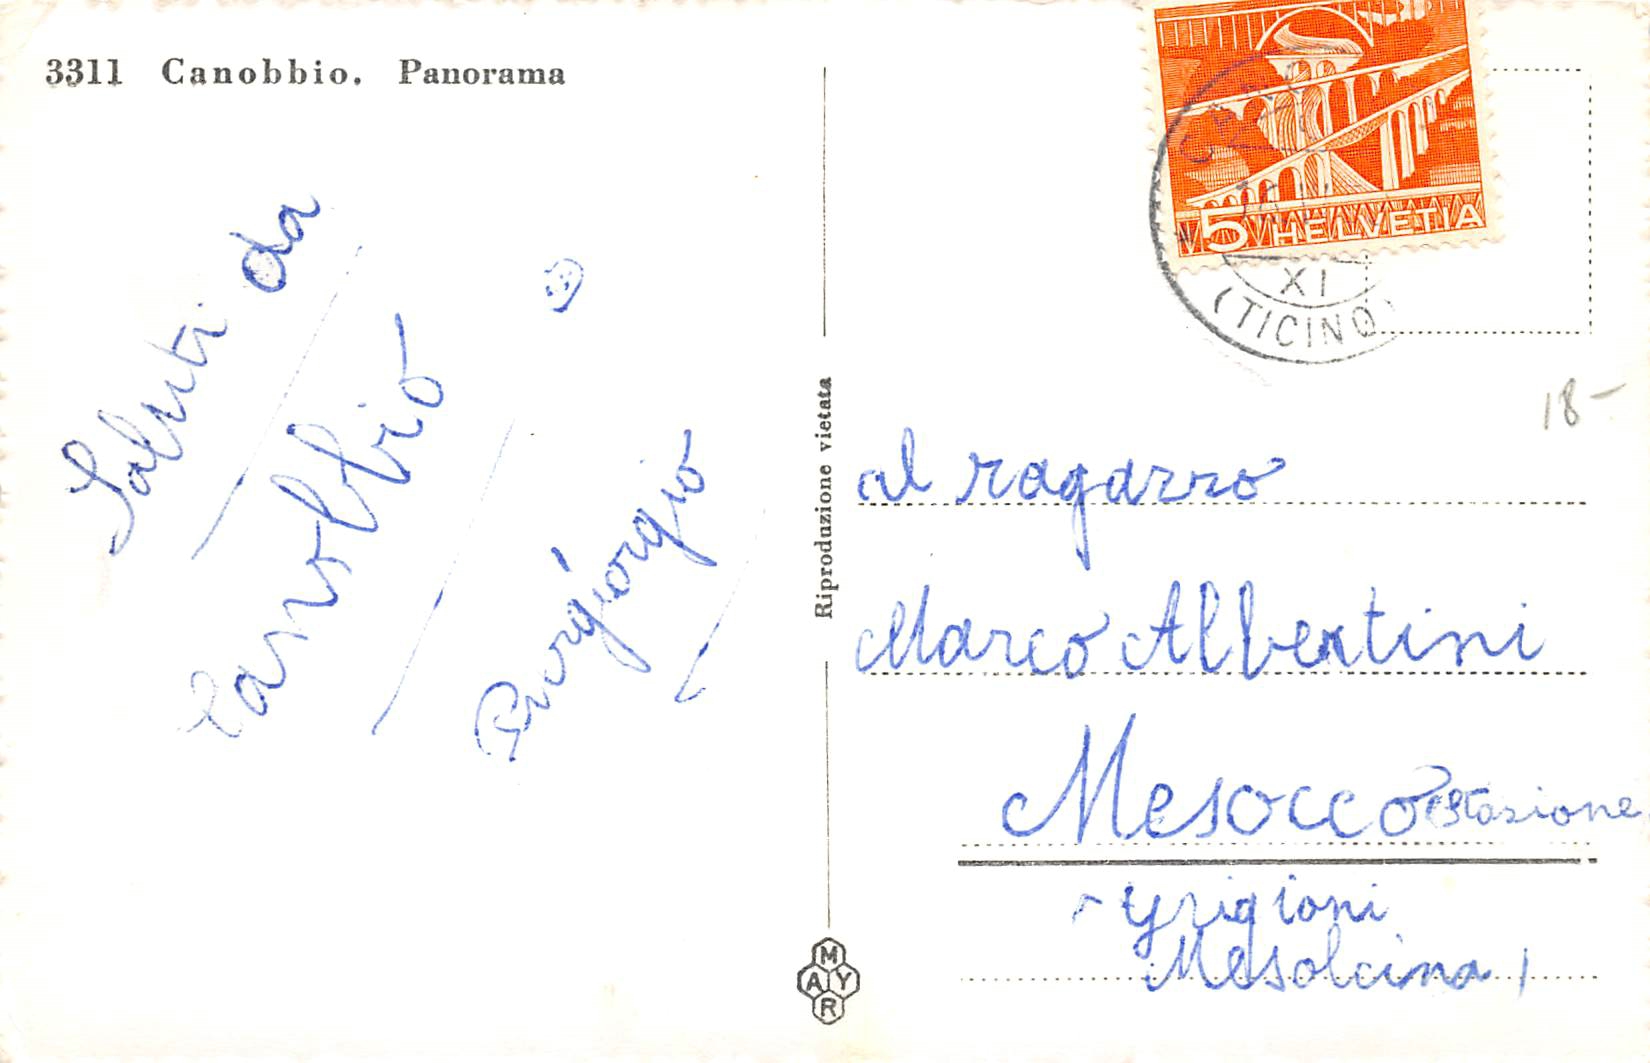 3311 Canobbio. Panorama
Saluti da
Canobbio
Piergiorgio
Riproduzione vietata
5 HELVETIA
XI
(TICINO)
18-
al ragazzo
Marco Albertini
Mesocco Stazione
Grigioni
Mesolcina
MAYR